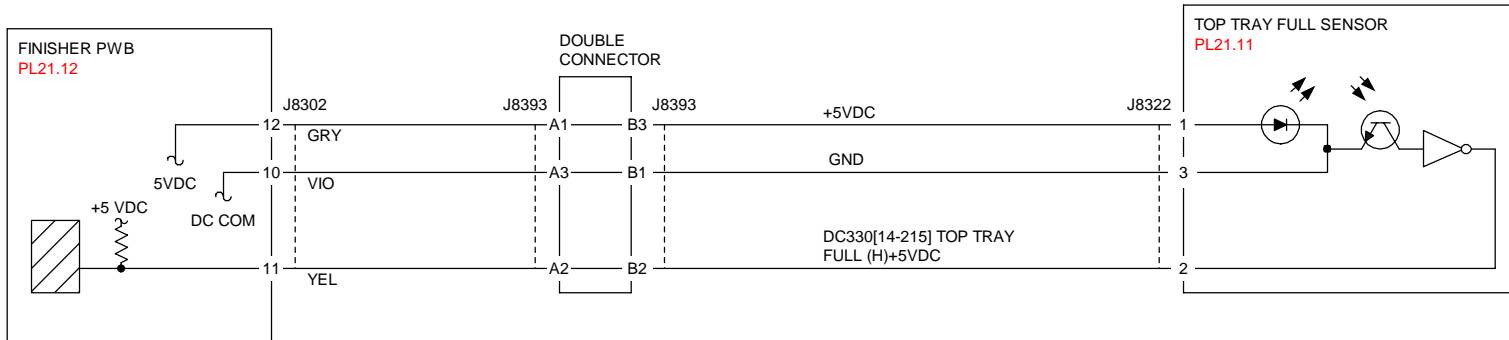 FINISHER PWB
PL21.12
DOUBLE
CONNECTOR
TOP TRAY FULL SENSOR
PL21.11
J8302
J8393
J8393
J8322
12
GRY
A1
B3
+5VDC
1
5VDC
10
VIO
A3
B1
GND
3
+5 VDC
DC COM
DC330[14-215] TOP TRAY
FULL (H)+5VDC
11
YEL
A2
B2
2